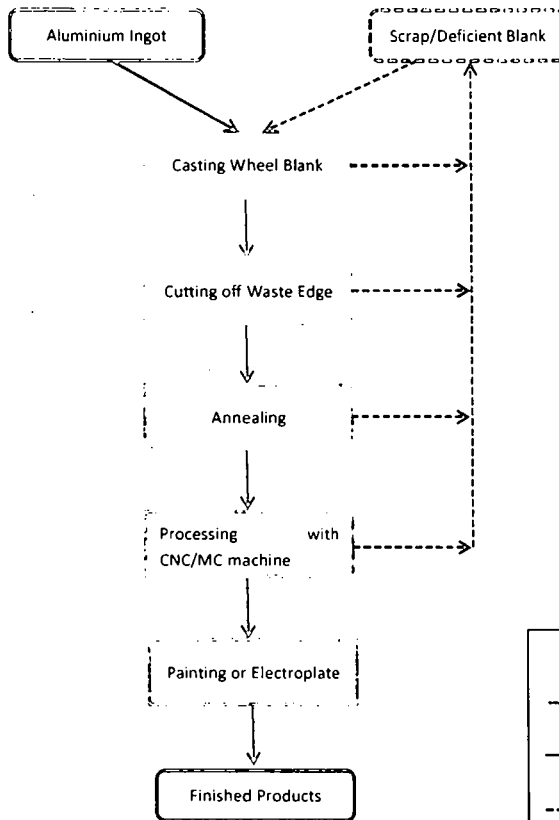 Aluminium Ingot
Scrap/Deficient Blank
Casting Wheel Blank
Cutting off Waste Edge
Annealing
Processing with
CNC/MC machine
Painting or Electroplate
Finished Products